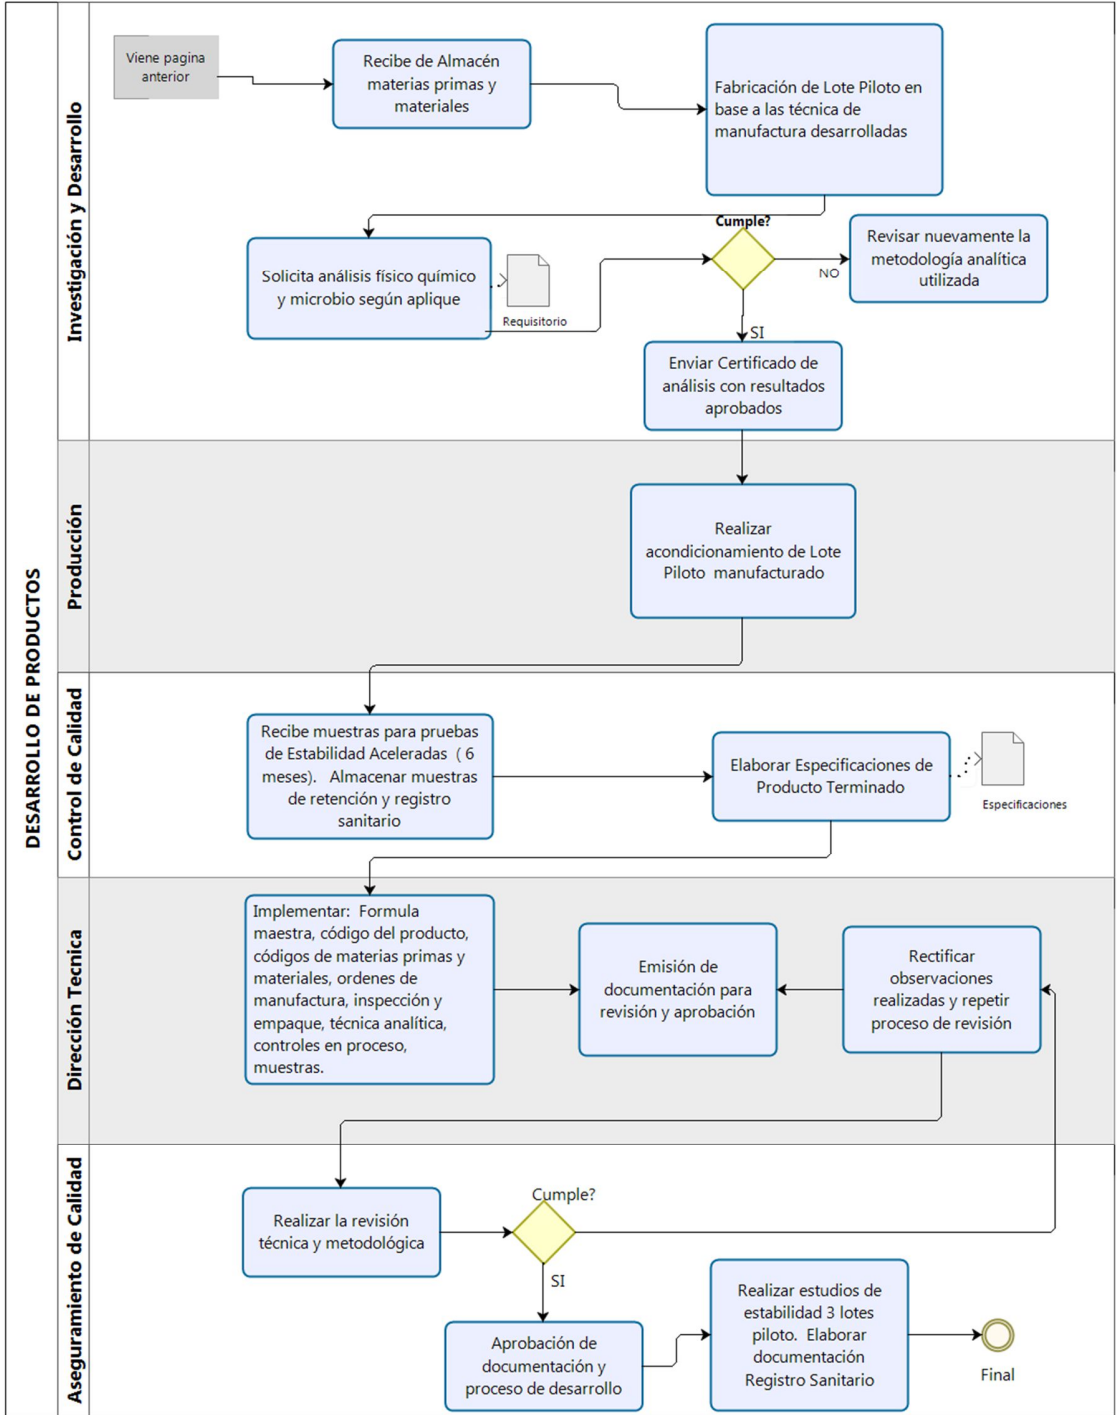 DESARROLLO DE PRODUCTOS
Investigación y Desarrollo
Viene pagina
anterior
Recibe de Almacén
materias primas y
materiales
Fabricación de Lote Piloto en
base a las técnica de
manufactura desarrolladas
Solicita análisis físico químico
y microbio según aplique
Requisitorio
Cumple?
NO
Revisar nuevamente la
metodología analítica
utilizada
SI
Enviar Certificado de
análisis con resultados
aprobados
Producción
Realizar
acondicionamiento de Lote
Piloto manufacturado
Control de Calidad
Recibe muestras para pruebas
de Estabilidad Aceleradas ( 6
meses). Almacenar muestras
de retención y registro
sanitario
Elaborar Especificaciones de
Producto Terminado
Especificaciones
Dirección Tecnica
Implementar: Formula
maestra, código del producto,
códigos de materias primas y
materiales, ordenes de
manufactura, inspección y
empaque, técnica analítica,
controles en proceso,
muestras.
Emisión de
documentación para
revisión y aprobación
Rectificar
observaciones
realizadas y repetir
proceso de revisión
Aseguramiento de Calidad
Realizar la revisión
técnica y metodológica
Cumple?
SI
Aprobación de
documentación y
proceso de desarrollo
Realizar estudios de
estabilidad 3 lotes
piloto. Elaborar
documentación
Registro Sanitario
Final